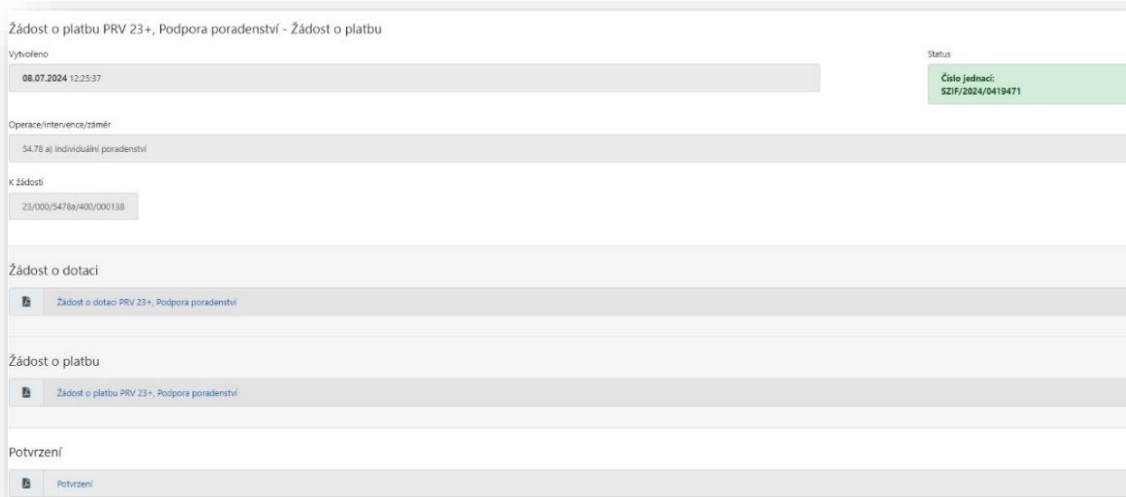 Žádost o platbu PRV 23+, Podpora poradenství - Žádost o platbu
Vytvořeno
Status
08.07.2024 12:25:37
Číslo jednací:
SZIF/2024/0419471
Operace/intervence/záměr
54.78 a) Individuální poradenství
K žádosti
23/000/5478a/400/000138
Žádost o dotaci
Žádost o dotaci PRV 23+, Podpora poradenství
Žádost o platbu
Žádost o platbu PRV 23+, Podpora poradenství
Potvrzení
Potvrzení